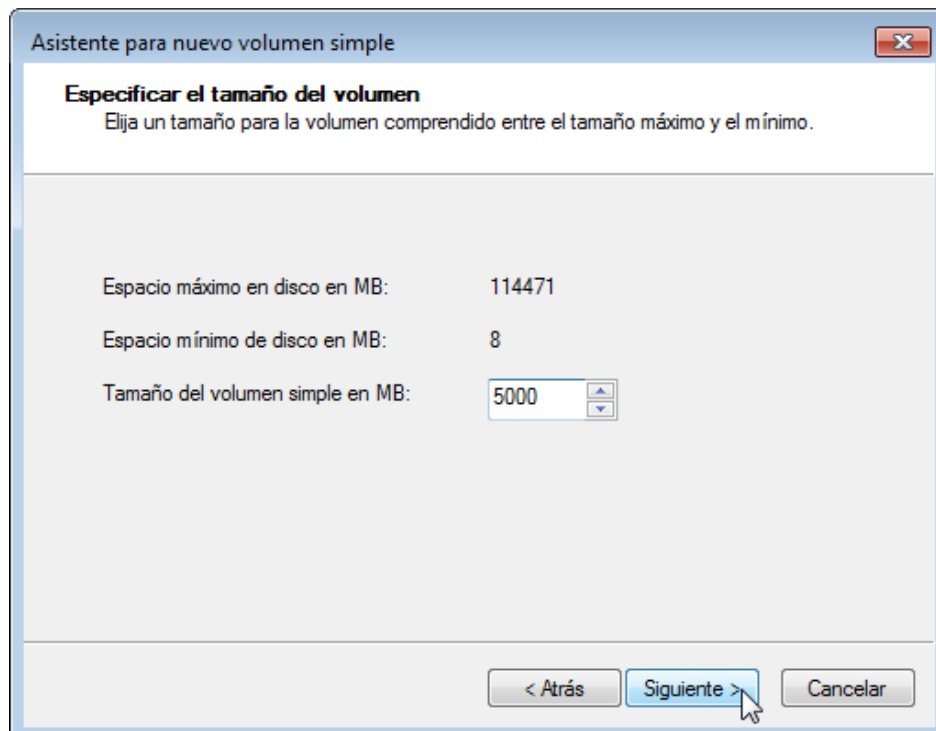 Asistente para nuevo volumen simple
Especificar el tamaño del volumen
Elija un tamaño para la volumen comprendido entre el tamaño máximo y el mínimo.
Espacio máximo en disco en MB: 114471
Espacio mínimo de disco en MB: 8
Tamaño del volumen simple en MB: 5000
< Atrás Siguiente > Cancelar